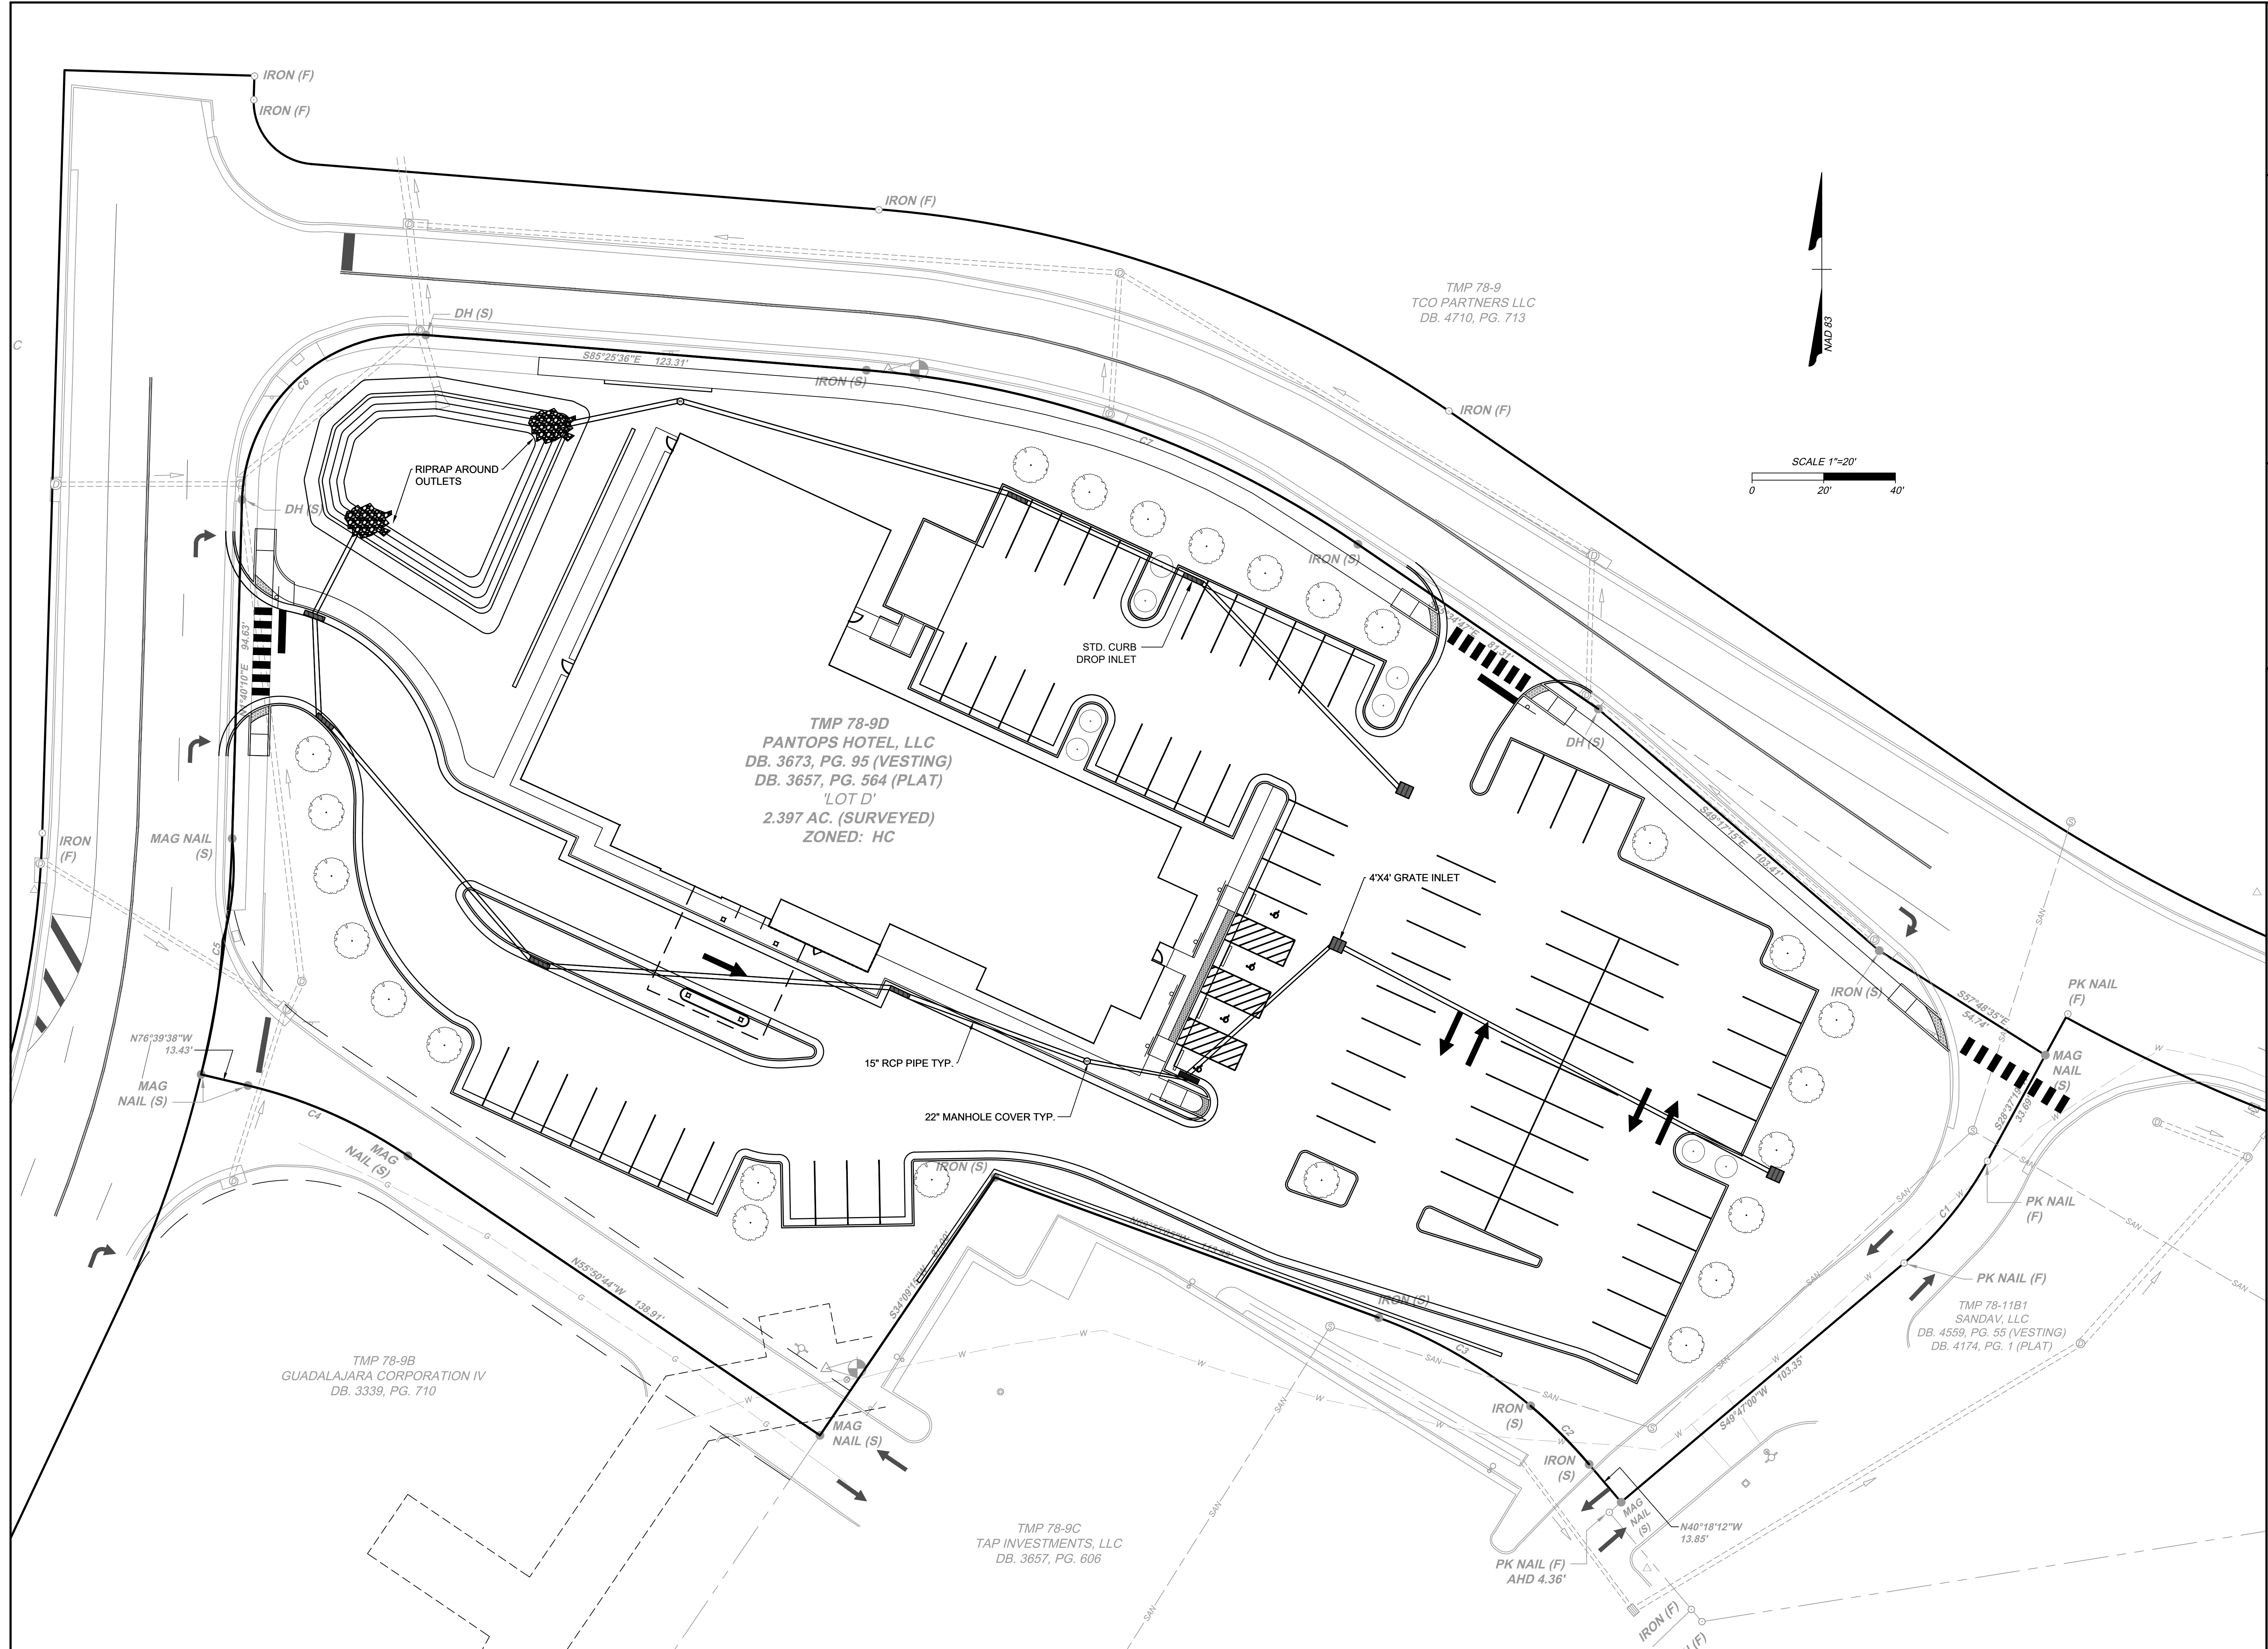 IRON (F)
IRON (F)
IRON (F)
TMP 78-9
TCO PARTNERS LLC
DB. 4710, PG. 713
NAD 83
DH (S)
C
S85°25'36"E 123.31'
IRON (S)
C6
C7
IRON (F)
SCALE 1"=20'
0 20' 40'
RIPRAP AROUND
OUTLETS
DH (S)
IRON (S)
STD. CURB
DROP INLET
81.31'
94.63'
TMP 78-9D
PANTOPS HOTEL, LLC
DB. 3673, PG. 95 (VESTING)
DB. 3657, PG. 564 (PLAT)
'LOT D'
2.397 AC. (SURVEYED)
ZONED: HC
DH (S)
IRON
(F)
MAG NAIL
(S)
S49°17'15"E 103.41'
4'X4' GRATE INLET
SAN
C5
IRON (S)
S57°48'35"E
54.74'
PK NAIL
(F)
N76°39'38"W
13.43'
MAG
NAIL (S)
15" RCP PIPE TYP.
22" MANHOLE COVER TYP.
MAG
NAIL
(S)
33.69'
C4
MAG
NAIL (S)
IRON (S)
PK NAIL
(F)
C1
PK NAIL (F)
N55°50'44"W 138.91'
IRON (S)
TMP 78-11B1
SANDAV, LLC
DB. 4559, PG. 55 (VESTING)
DB. 4174, PG. 1 (PLAT)
TMP 78-9B
GUADALAJARA CORPORATION IV
DB. 3339, PG. 710
C3
S49°47'00"W 103.35'
MAG
NAIL (S)
IRON
(S)
C2
IRON
(S)
MAG
NAIL
(S)
N40°18'12"W
13.85'
TMP 78-9C
TAP INVESTMENTS, LLC
DB. 3657, PG. 606
PK NAIL (F)
AHD 4.36'
IRON (F)